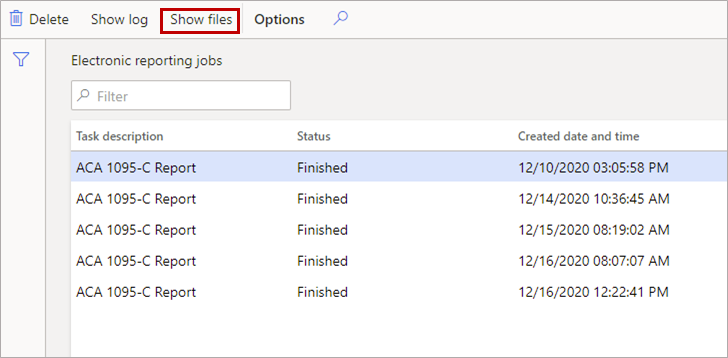 Delete Show log Show files Options
Electronic reporting jobs
Filter
Task description Status Created date and time
ACA 1095-C Report Finished 12/10/2020 03:05:58 PM
ACA 1095-C Report Finished 12/14/2020 10:36:45 AM
ACA 1095-C Report Finished 12/15/2020 08:19:02 AM
ACA 1095-C Report Finished 12/16/2020 08:07:07 AM
ACA 1095-C Report Finished 12/16/2020 12:22:41 PM